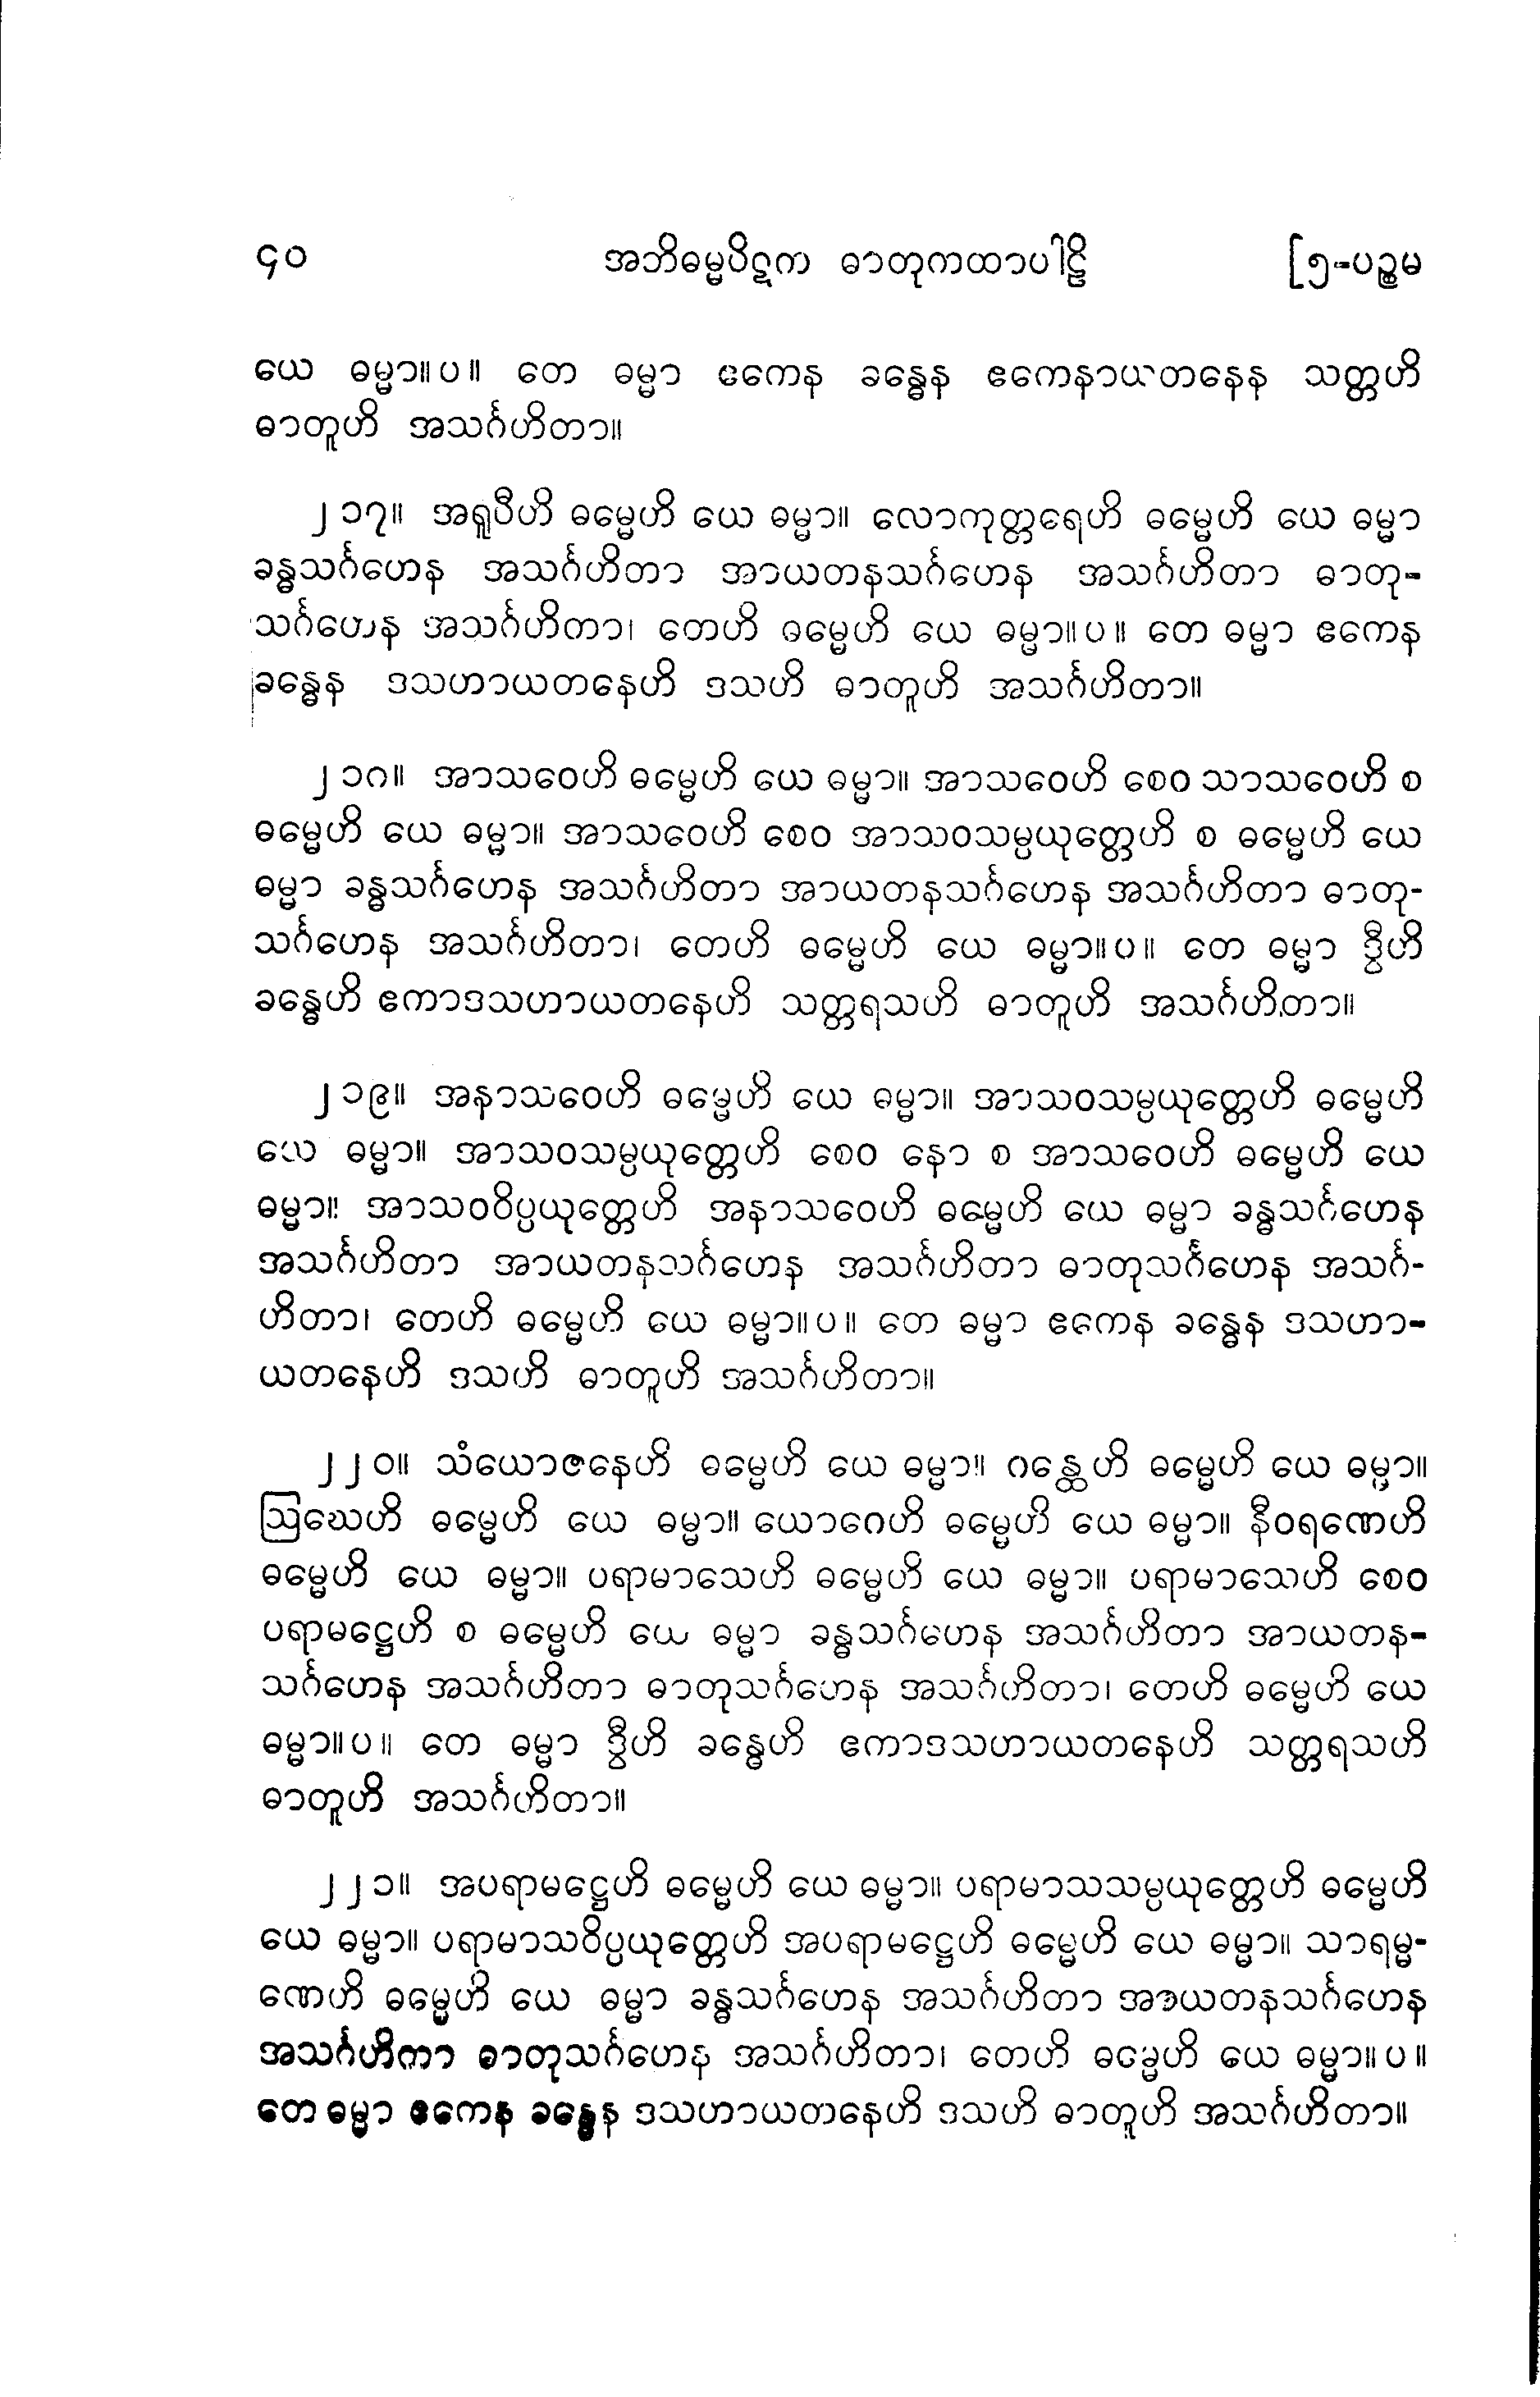 ၄၀ အဘိဓမ္မပိဋက ဓာတုကထာပါဠိ [၅-ပဉ္စမ
ယေ ဓမ္မာ။ပ။ တေ ဓမ္မာ ဧကေန ခန္ဓေန ဧကေနာယတနေန သတ္တဟိ
ဓာတူဟိ အသင်္ဂဟိတာ။
၂၁၇။ အရူပီဟိ ဓမ္မေဟိ ယေ ဓမ္မာ။ လောကုတ္တရေဟိ ဓမ္မေဟိ ယေ ဓမ္မာ
ခန္ဓသင်္ဂဟေန အသင်္ဂဟိတာ အာယတနသင်္ဂဟေန အသင်္ဂဟိတာ ဓာတု-
သင်္ဂဟေန အသင်္ဂဟိတာ၊ တေဟိ ဓမ္မေဟိ ယေ ဓမ္မာ။ပ။ တေ ဓမ္မာ ဧကေန
ခန္ဓေန ဒသဟာယတနေဟိ ဒသဟိ ဓာတူဟိ အသင်္ဂဟိတာ။
၂၁၈။ အာသဝေဟိ ဓမ္မေဟိ ယေ ဓမ္မာ။ အာသဝေဟိ စေဝ သာသဝေဟိ စ
ဓမ္မေဟိ ယေ ဓမ္မာ။ အာသဝေဟိ စေဝ အာသဝသမ္ပယုတ္တေဟိ စ ဓမ္မေဟိ ယေ
ဓမ္မာ ခန္ဓသင်္ဂဟေန အသင်္ဂဟိတာ အာယတနသင်္ဂဟေန အသင်္ဂဟိတာ ဓာတု-
သင်္ဂဟေန အသင်္ဂဟိတာ၊ တေဟိ ဓမ္မေဟိ ယေ ဓမ္မာ။ပ။ တေ ဓမ္မာ ဒွီဟိ
ခန္ဓေဟိ ဧကာဒသဟာယတနေဟိ သတ္တရသဟိ ဓာတူဟိ အသင်္ဂဟိတာ။
၂၁၉။ အနာသဝေဟိ ဓမ္မေဟိ ယေ ဓမ္မာ။ အာသဝသမ္ပယုတ္တေဟိ ဓမ္မေဟိ
ယေ ဓမ္မာ။ အာသဝသမ္ပယုတ္တေဟိ စေဝ နော စ အာသဝေဟိ ဓမ္မေဟိ ယေ
ဓမ္မာ။ အာသဝဝိပ္ပယုတ္တေဟိ အနာသဝေဟိ ဓမ္မေဟိ ယေ ဓမ္မာ ခန္ဓသင်္ဂဟေန
အသင်္ဂဟိတာ အာယတနသင်္ဂဟေန အသင်္ဂဟိတာ ဓာတုသင်္ဂဟေန အသင်္ဂ-
ဟိတာ၊ တေဟိ ဓမ္မေဟိ ယေ ဓမ္မာ။ပ။ တေ ဓမ္မာ ဧကေန ခန္ဓေန ဒသဟာ-
ယတနေဟိ ဒသဟိ ဓာတူဟိ အသင်္ဂဟိတာ။
၂၂၀။ သံယောဇနေဟိ ဓမ္မေဟိ ယေ ဓမ္မာ။ ဂန္ထေဟိ ဓမ္မေဟိ ယေ ဓမ္မာ။
ဩဃေဟိ ဓမ္မေဟိ ယေ ဓမ္မာ။ ယောဂေဟိ ဓမ္မေဟိ ယေ ဓမ္မာ။ နီဝရဏေဟိ
ဓမ္မေဟိ ယေ ဓမ္မာ။ ပရာမာသေဟိ ဓမ္မေဟိ ယေ ဓမ္မာ။ ပရာမာသေဟိ စေဝ
ပရာမဋ္ဌေဟိ စ ဓမ္မေဟိ ယေ ဓမ္မာ ခန္ဓသင်္ဂဟေန အသင်္ဂဟိတာ အာယတန-
သင်္ဂဟေန အသင်္ဂဟိတာ ဓာတုသင်္ဂဟေန အသင်္ဂဟိတာ၊ တေဟိ ဓမ္မေဟိ ယေ
ဓမ္မာ။ပ။ တေ ဓမ္မာ ဒွီဟိ ခန္ဓေဟိ ဧကာဒသဟာယတနေဟိ သတ္တရသဟိ
ဓာတူဟိ အသင်္ဂဟိတာ။
၂၂၁။ အပရာမဋ္ဌေဟိ ဓမ္မေဟိ ယေ ဓမ္မာ။ ပရာမာသသမ္ပယုတ္တေဟိ ဓမ္မေဟိ
ယေ ဓမ္မာ။ ပရာမာသဝိပ္ပယုတ္တေဟိ အပရာမဋ္ဌေဟိ ဓမ္မေဟိ ယေ ဓမ္မာ။ သာရမ္မ-
ဏေဟိ ဓမ္မေဟိ ယေ ဓမ္မာ ခန္ဓသင်္ဂဟေန အသင်္ဂဟိတာ အာယတနသင်္ဂဟေန
အသင်္ဂဟိတာ ဓာတုသင်္ဂဟေန အသင်္ဂဟိတာ၊ တေဟိ ဓမ္မေဟိ ယေ ဓမ္မာ။ပ။
တေ ဓမ္မာ ဧကေန ခန္ဓေန ဒသဟာယတနေဟိ ဒသဟိ ဓာတူဟိ အသင်္ဂဟိတာ။